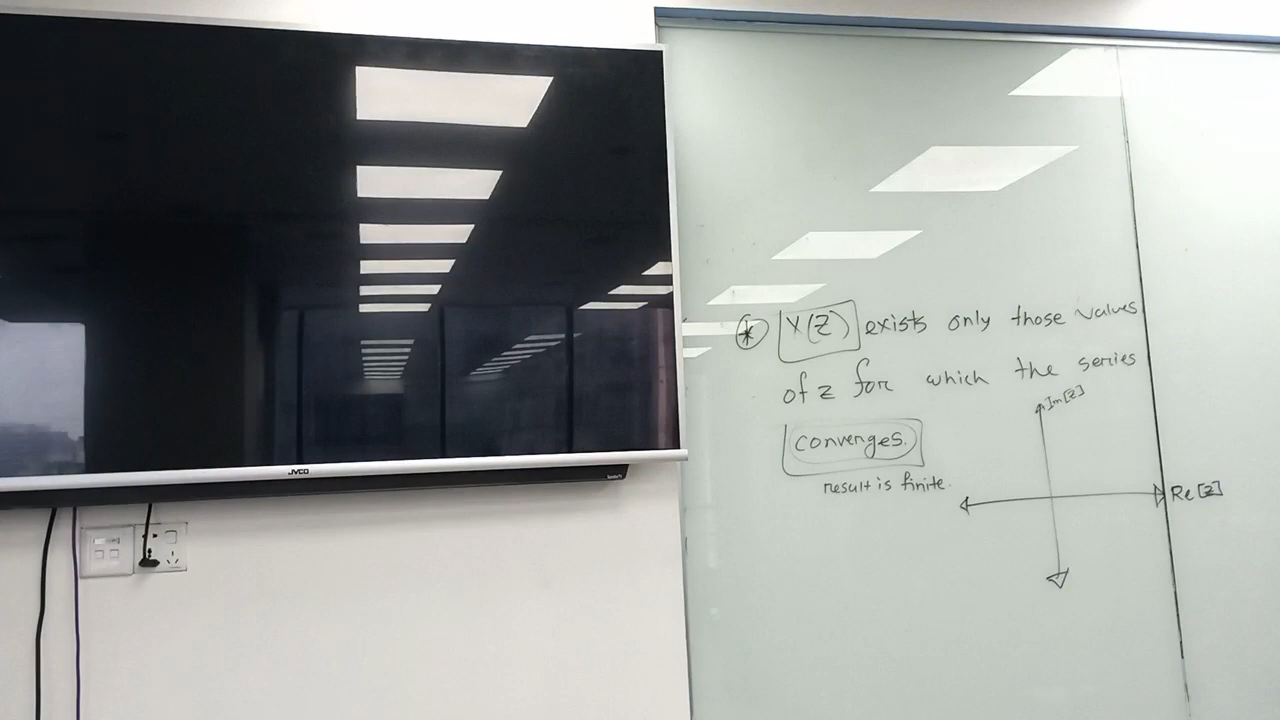 JVCO
* X(Z) exists only those values
of z for which the series
converges.
result is finite.
Im[z]
Re[z]